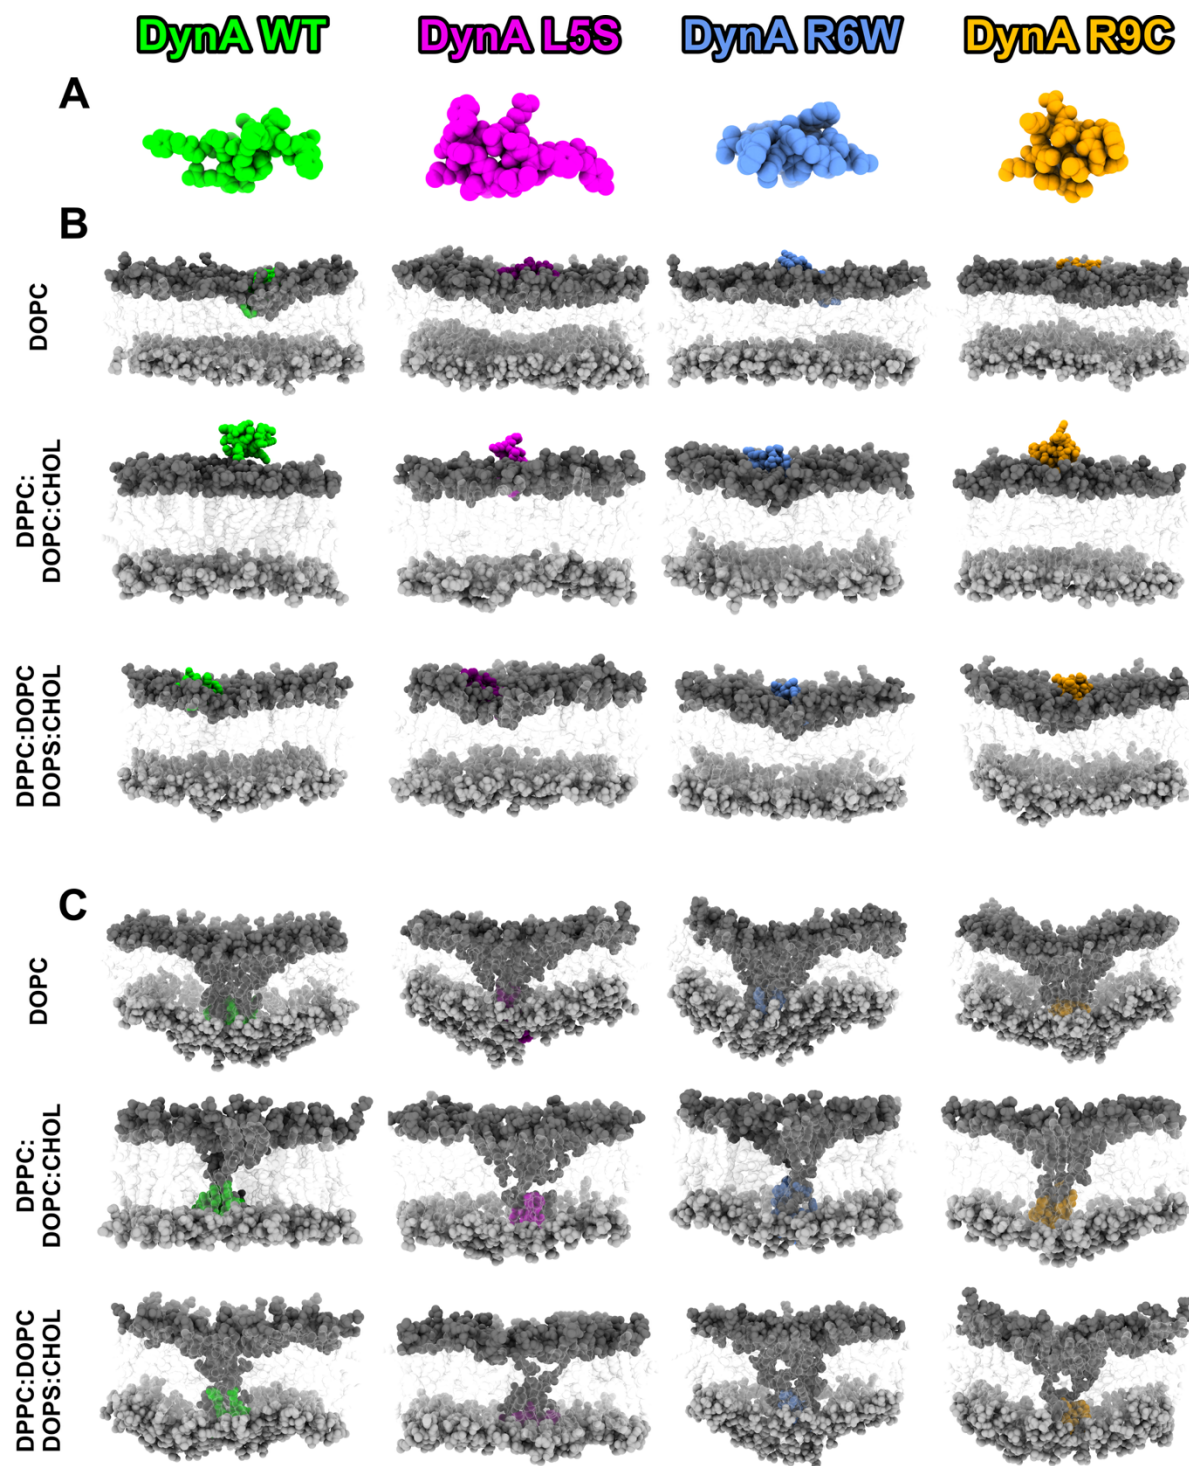 DynA WT DynA L5S DynA R6W DynA R9C
A
B
DOPC
DPPC:
DOPC:CHOL
DPPC:DOPC
DOPS:CHOL
C
DOPC
DPPC:
DOPC:CHOL
DPPC:DOPC
DOPS:CHOL